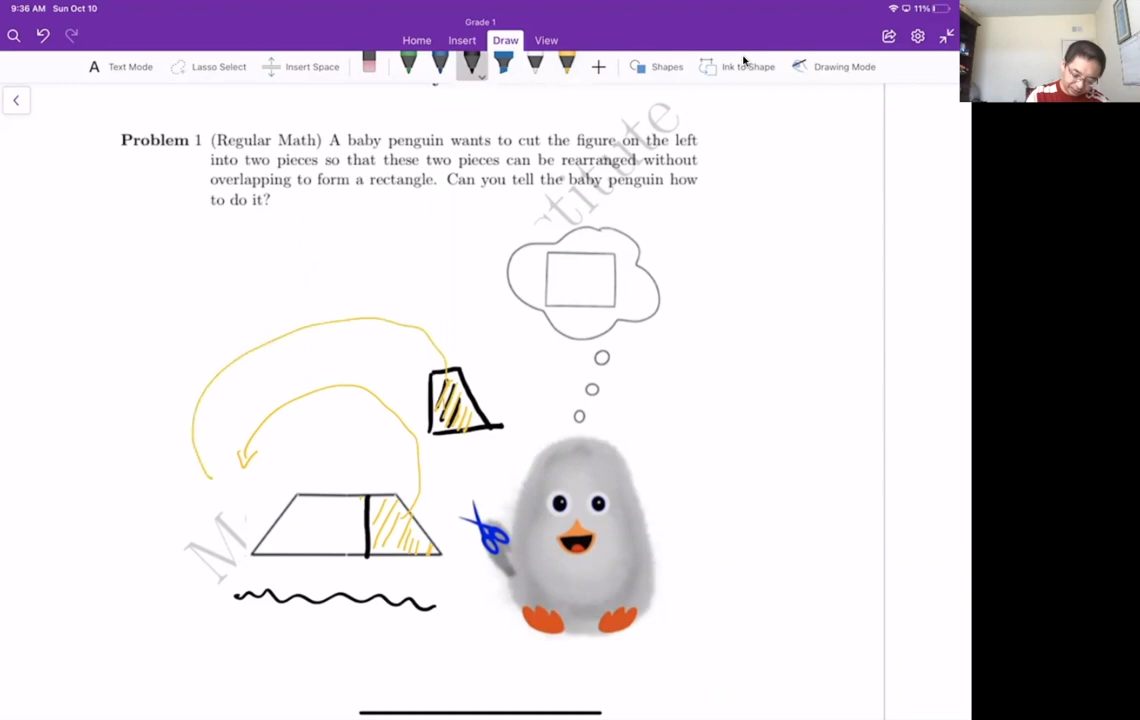 9:36 AM Sun Oct 10
11%
Grade 1
Home Insert Draw View
Text Mode Lasso Select Insert Space Shapes Ink to Shape Drawing Mode
Problem 1 (Regular Math) A baby penguin wants to cut the figure on the left
into two pieces so that these two pieces can be rearranged without
overlapping to form a rectangle. Can you tell the baby penguin how
to do it?